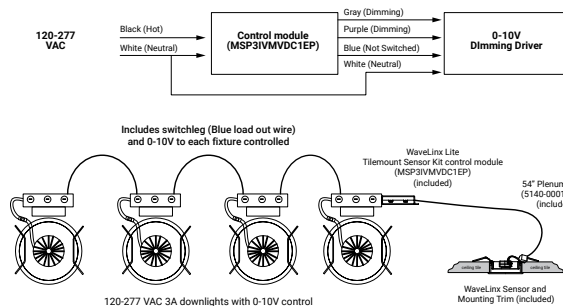 120-277
VAC
Black (Hot)
White (Neutral)
Control module
(MSP3IVMVDC1EP)
Gray (Dimming)
Purple (Dimming)
Blue (Not Switched)
White (Neutral)
0-10V
DImming Driver
Includes switchleg (Blue load out wire)
and 0-10V to each fixture controlled
WaveLinx Lite
Tilemount Sensor Kit control module
(MSP3IVMVDC1EP)
(included)
54" Plenum
(5140-0001
(includ
ceiling tile
ceiling tile
WaveLinx Sensor and
Mounting Trim (included)
120-277 VAC 3A downlights with 0-10V control